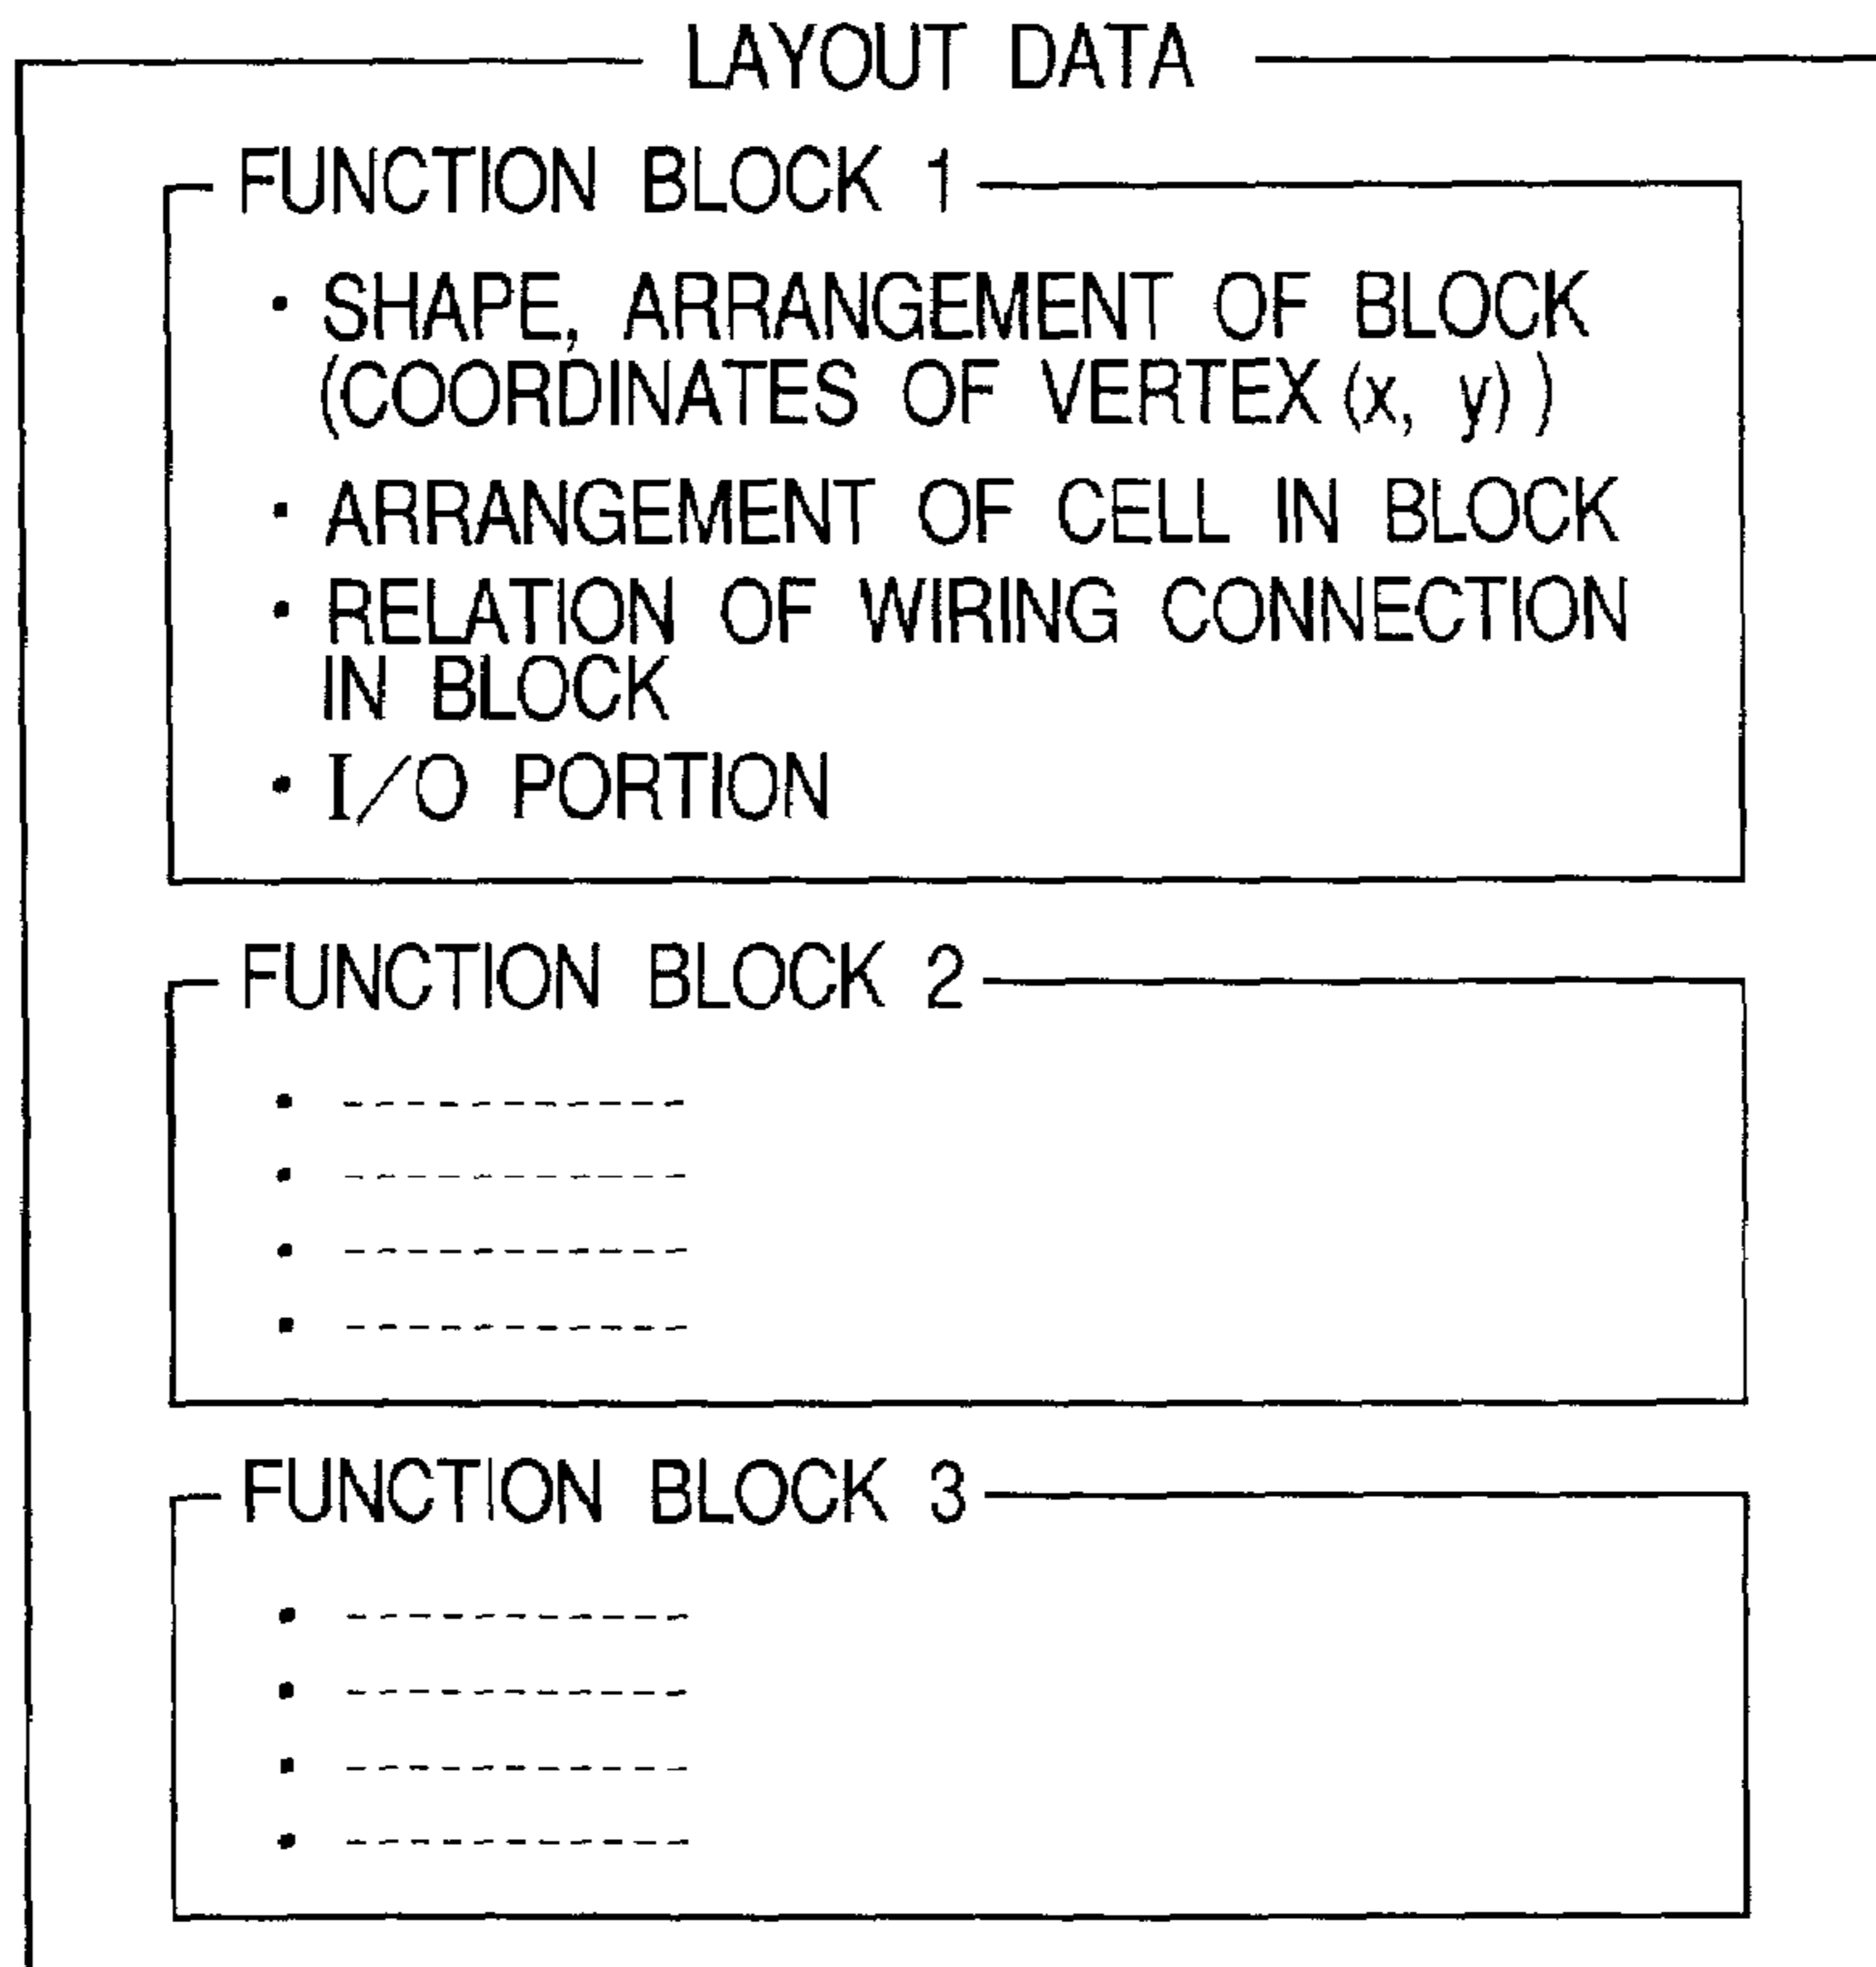 LAYOUT DATA
FUNCTION BLOCK 1
・SHAPE, ARRANGEMENT OF BLOCK
(COORDINATES OF VERTEX (x, y))
・ARRANGEMENT OF CELL IN BLOCK
・RELATION OF WIRING CONNECTION
IN BLOCK
・I/O PORTION
FUNCTION BLOCK 2
・-----------
・-----------
・-----------
・-----------
FUNCTION BLOCK 3
・-----------
・-----------
・-----------
・-----------